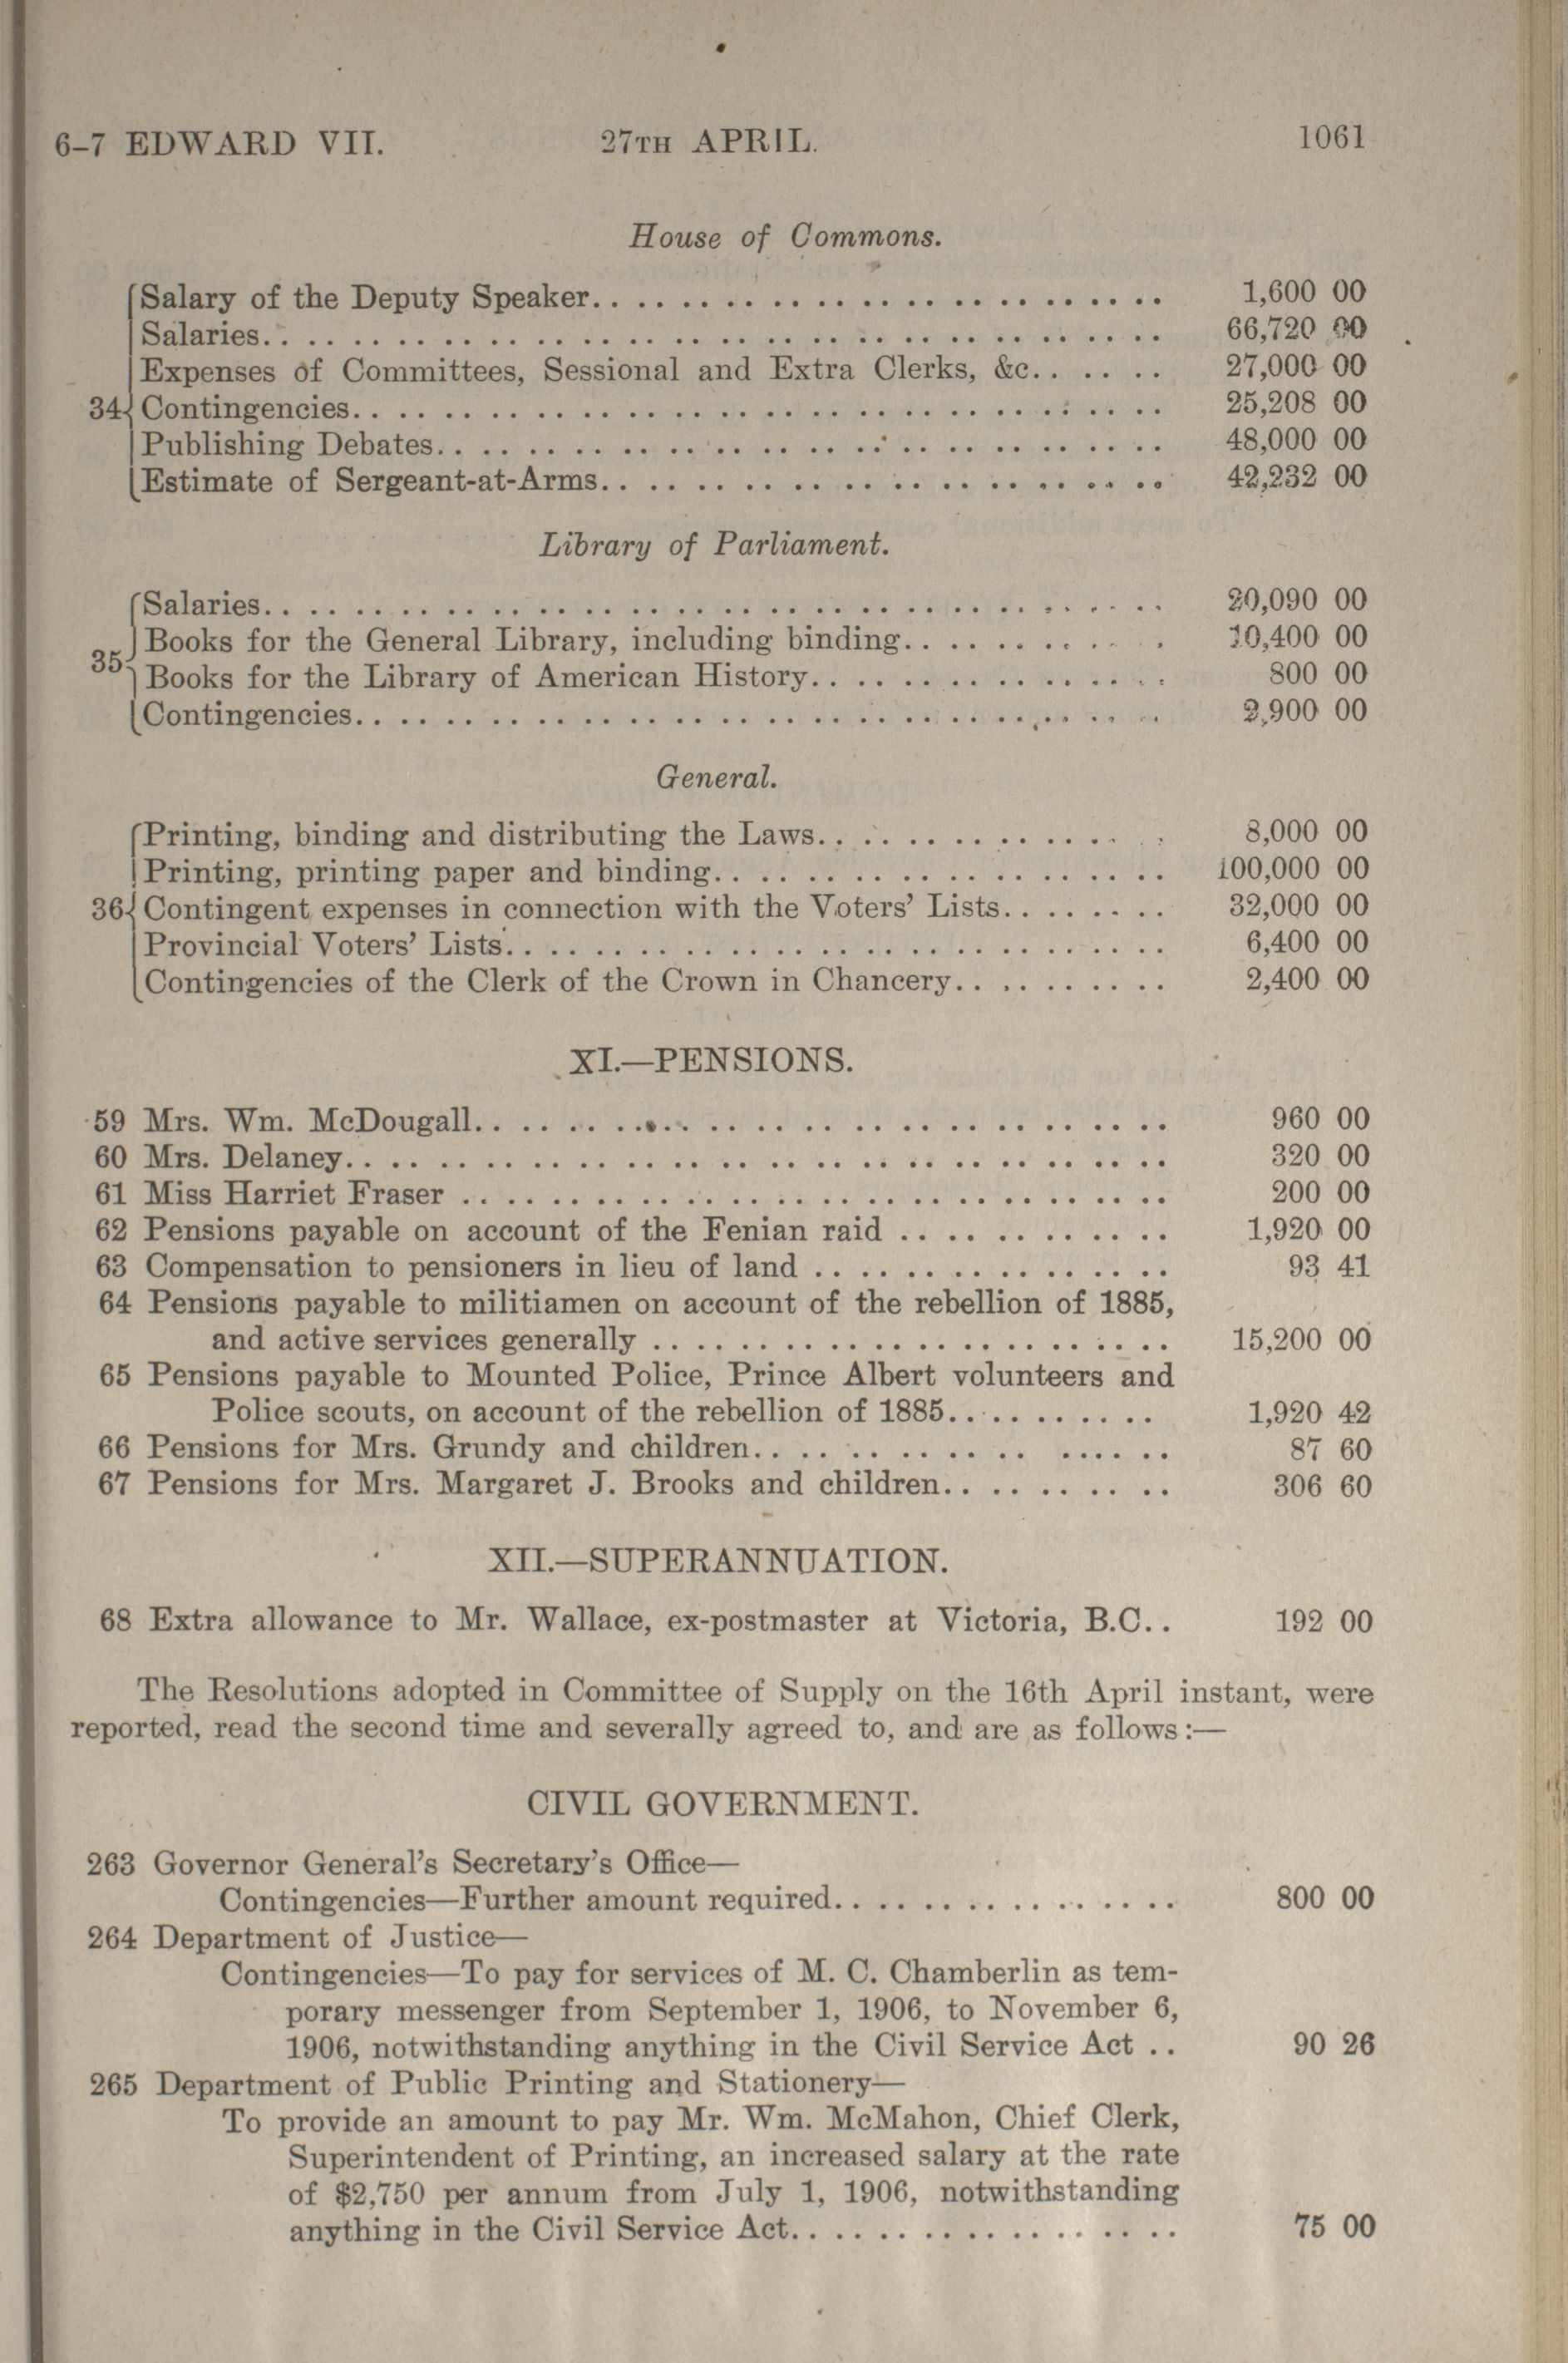 6-7 EDWARD VII. 27TH APRIL. 1061
House of Commons.
Salary of the Deputy Speaker. . . . . . . . . . . . . . . . . . . . . . . . . . 1,600 00
Salaries. . . . . . . . . . . . . . . . . . . . . . . . . . . . . . . . . . . . . . . . 66,720 00
Expenses of Committees, Sessional and Extra Clerks, &c. . . . . . 27,000 00
34 Contingencies. . . . . . . . . . . . . . . . . . . . . . . . . . . . . . . . . . . . 25,208 00
Publishing Debates. . . . . . . . . . . . . . . . . . . . . . . . . . . . . . . . 48,000 00
Estimate of Sergeant-at-Arms. . . . . . . . . . . . . . . . . . . . . . . . . 42,232 00
Library of Parliament.
Salaries. . . . . . . . . . . . . . . . . . . . . . . . . . . . . . . . . . . . . . . . 20,090 00
Books for the General Library, including binding. . . . . . . . . . . . 10,400 00
35 Books for the Library of American History. . . . . . . . . . . . . . . . 800 00
Contingencies. . . . . . . . . . . . . . . . . . . . . . . . . . . . . . . . . . . . 2,900 00
General.
Printing, binding and distributing the Laws. . . . . . . . . . . . . . . . 8,000 00
Printing, printing paper and binding. . . . . . . . . . . . . . . . . . . . . 100,000 00
36 Contingent expenses in connection with the Voters' Lists. . . . . . . . 32,000 00
Provincial Voters' Lists. . . . . . . . . . . . . . . . . . . . . . . . . . . . . . 6,400 00
Contingencies of the Clerk of the Crown in Chancery. . . . . . . . . . 2,400 00
XI.—PENSIONS.
59 Mrs. Wm. McDougall. . . . . . . . . . . . . . . . . . . . . . . . . . . . . . 960 00
60 Mrs. Delaney. . . . . . . . . . . . . . . . . . . . . . . . . . . . . . . . . . . . 320 00
61 Miss Harriet Fraser . . . . . . . . . . . . . . . . . . . . . . . . . . . . . . . 200 00
62 Pensions payable on account of the Fenian raid . . . . . . . . . . . . 1,920 00
63 Compensation to pensioners in lieu of land . . . . . . . . . . . . . . . . 93 41
64 Pensions payable to militiamen on account of the rebellion of 1885,
and active services generally . . . . . . . . . . . . . . . . . . . . . . . . 15,200 00
65 Pensions payable to Mounted Police, Prince Albert volunteers and
Police scouts, on account of the rebellion of 1885. . . . . . . . . . 1,920 42
66 Pensions for Mrs. Grundy and children. . . . . . . . . . . . . . . . . . 87 60
67 Pensions for Mrs. Margaret J. Brooks and children. . . . . . . . . . 306 60
XII.—SUPERANNUATION.
68 Extra allowance to Mr. Wallace, ex-postmaster at Victoria, B.C. . 192 00
The Resolutions adopted in Committee of Supply on the 16th April instant, were
reported, read the second time and severally agreed to, and are as follows:—
CIVIL GOVERNMENT.
263 Governor General's Secretary's Office—
Contingencies—Further amount required. . . . . . . . . . . . . . . . 800 00
264 Department of Justice—
Contingencies—To pay for services of M. C. Chamberlin as tem-
porary messenger from September 1, 1906, to November 6,
1906, notwithstanding anything in the Civil Service Act . . 90 26
265 Department of Public Printing and Stationery—
To provide an amount to pay Mr. Wm. McMahon, Chief Clerk,
Superintendent of Printing, an increased salary at the rate
of $2,750 per annum from July 1, 1906, notwithstanding
anything in the Civil Service Act. . . . . . . . . . . . . . . . . . 75 00